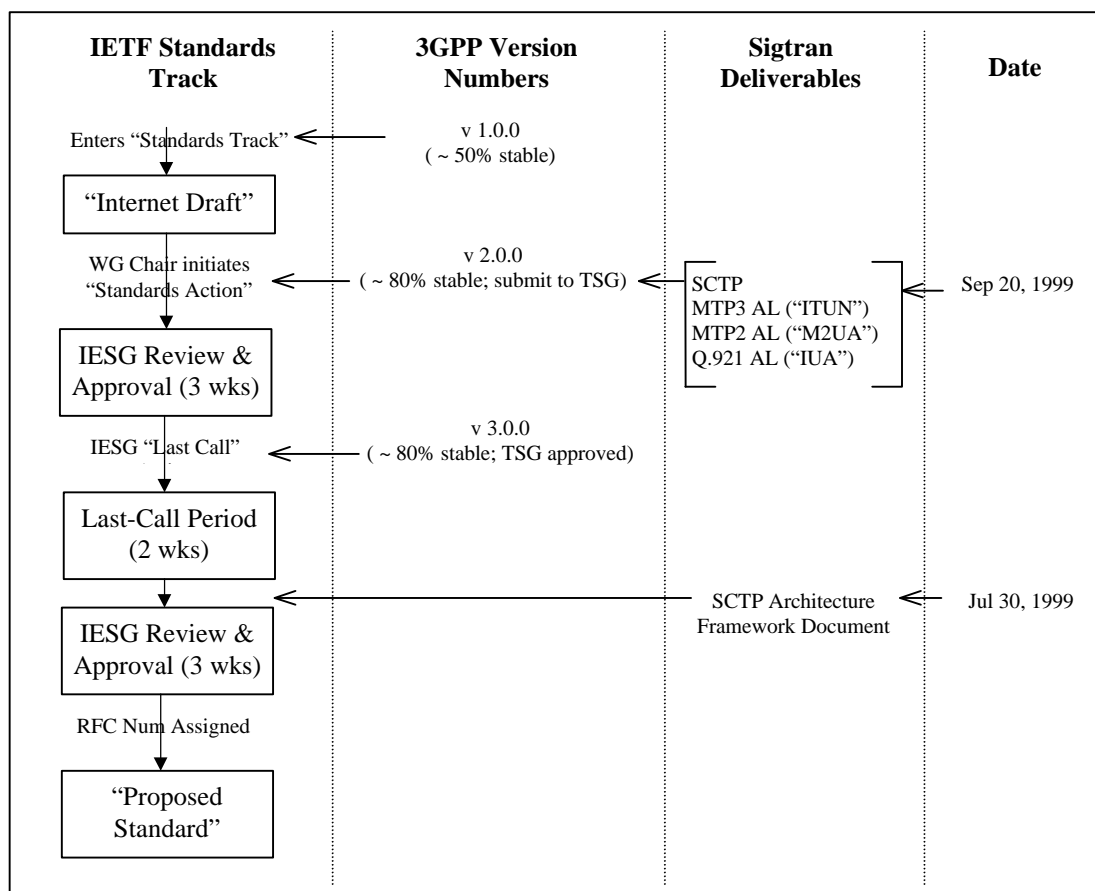 IETF Standards
Track
3GPP Version
Numbers
Sigtran
Deliverables
Date
Enters “Standards Track”
v 1.0.0
( ~ 50% stable)
“Internet Draft”
WG Chair initiates
“Standards Action”
v 2.0.0
( ~ 80% stable; submit to TSG)
SCTP
MTP3 AL (“ITUN”)
MTP2 AL (“M2UA”)
Q.921 AL (“IUA”)
Sep 20, 1999
IESG Review &
Approval (3 wks)
IESG “Last Call”
v 3.0.0
( ~ 80% stable; TSG approved)
Last-Call Period
(2 wks)
SCTP Architecture
Framework Document
Jul 30, 1999
IESG Review &
Approval (3 wks)
RFC Num Assigned
“Proposed
Standard”